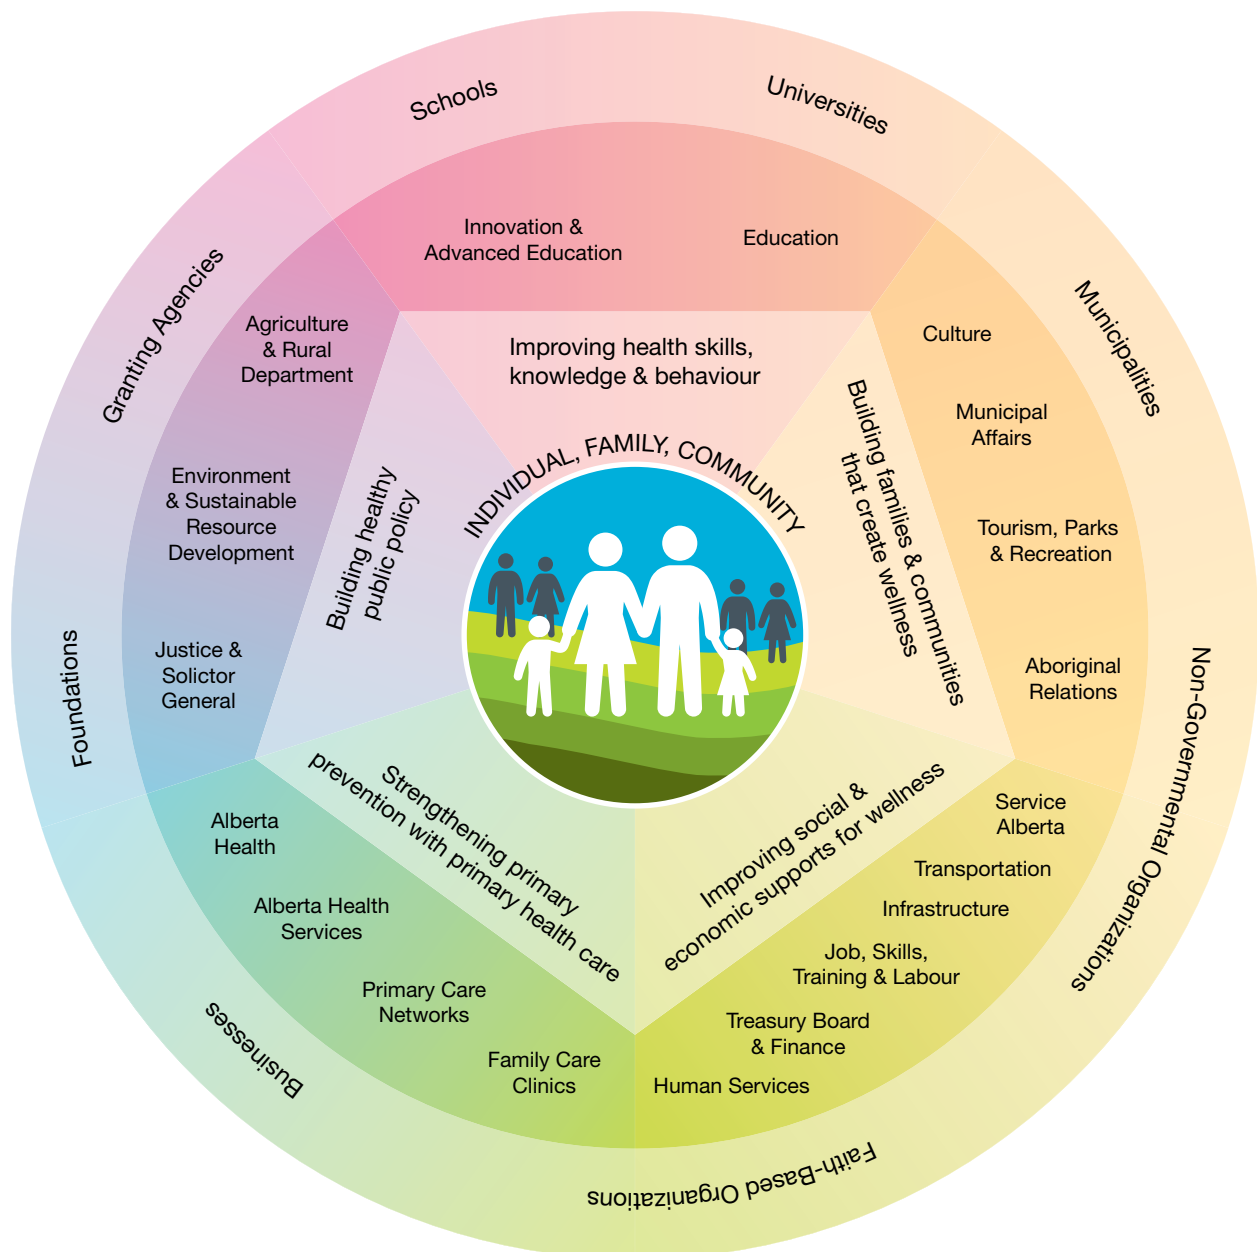 Schools
Universities
Municipalities
Non-Governmental Organizations
Faith-Based Organizations
Businesses
Foundations
Granting Agencies
Innovation &
Advanced Education
Education
Culture
Municipal
Affairs
Tourism, Parks
& Recreation
Aboriginal
Relations
Service
Alberta
Transportation
Infrastructure
Job, Skills,
Training & Labour
Treasury Board
& Finance
Human Services
Family Care
Clinics
Primary Care
Networks
Alberta Health
Services
Alberta
Health
Justice &
Solictor
General
Environment
& Sustainable
Resource
Development
Agriculture
& Rural
Department
Improving health skills,
knowledge & behaviour
Building families & communities
that create wellness
Improving social &
economic supports for wellness
Strengthening primary
prevention with primary health care
Building healthy
public policy
INDIVIDUAL, FAMILY, COMMUNITY